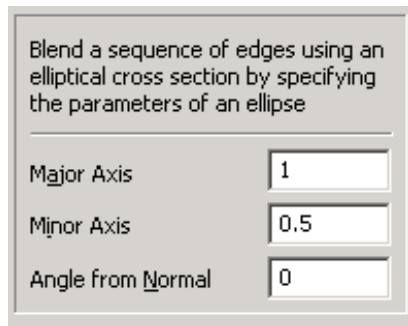 Blend a sequence of edges using an
elliptical cross section by specifying
the parameters of an ellipse
Major Axis 1
Minor Axis 0.5
Angle from Normal 0